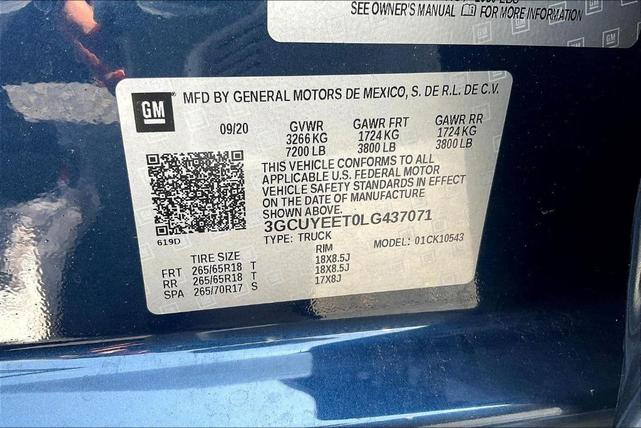 SEE OWNER'S MANUAL FOR MORE INFORMATION
GM
MFD BY GENERAL MOTORS DE MEXICO, S. DE R.L. DE C.V.
09/20 GVWR GAWR FRT GAWR RR
3266 KG 1724 KG 1724 KG
7200 LB 3800 LB 3800 LB
THIS VEHICLE CONFORMS TO ALL
APPLICABLE U.S. FEDERAL MOTOR
VEHICLE SAFETY STANDARDS IN EFFECT
ON THE DATE OF MANUFACTURE
SHOWN ABOVE.
3GCUYEET0LG437071
619D TYPE: TRUCK MODEL: 01CK10543
TIRE SIZE RIM
FRT 265/65R18 T 18X8.5J
RR 265/65R18 T 18X8.5J
SPA 265/70R17 S 17X8J